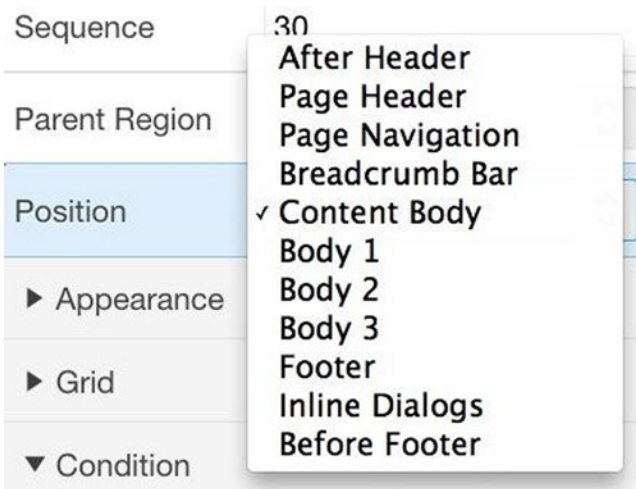 Sequence 30
After Header
Page Header
Parent Region
Page Navigation
Breadcrumb Bar
Position ✓ Content Body
Body 1
Body 2
▶ Appearance
Body 3
Footer
▶ Grid
Inline Dialogs
Before Footer
▼ Condition